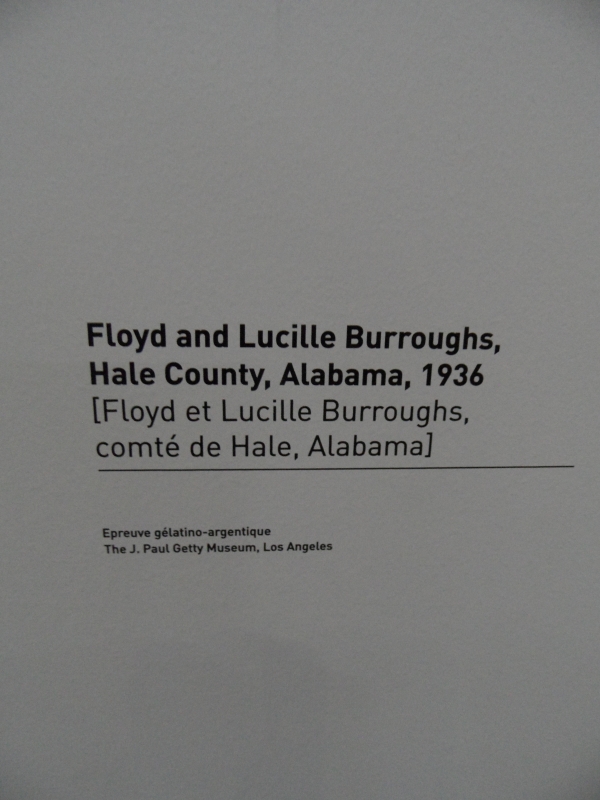 Floyd and Lucille Burroughs,
Hale County, Alabama, 1936
[Floyd et Lucille Burroughs,
comté de Hale, Alabama]
Epreuve gélatino-argentique
The J. Paul Getty Museum, Los Angeles